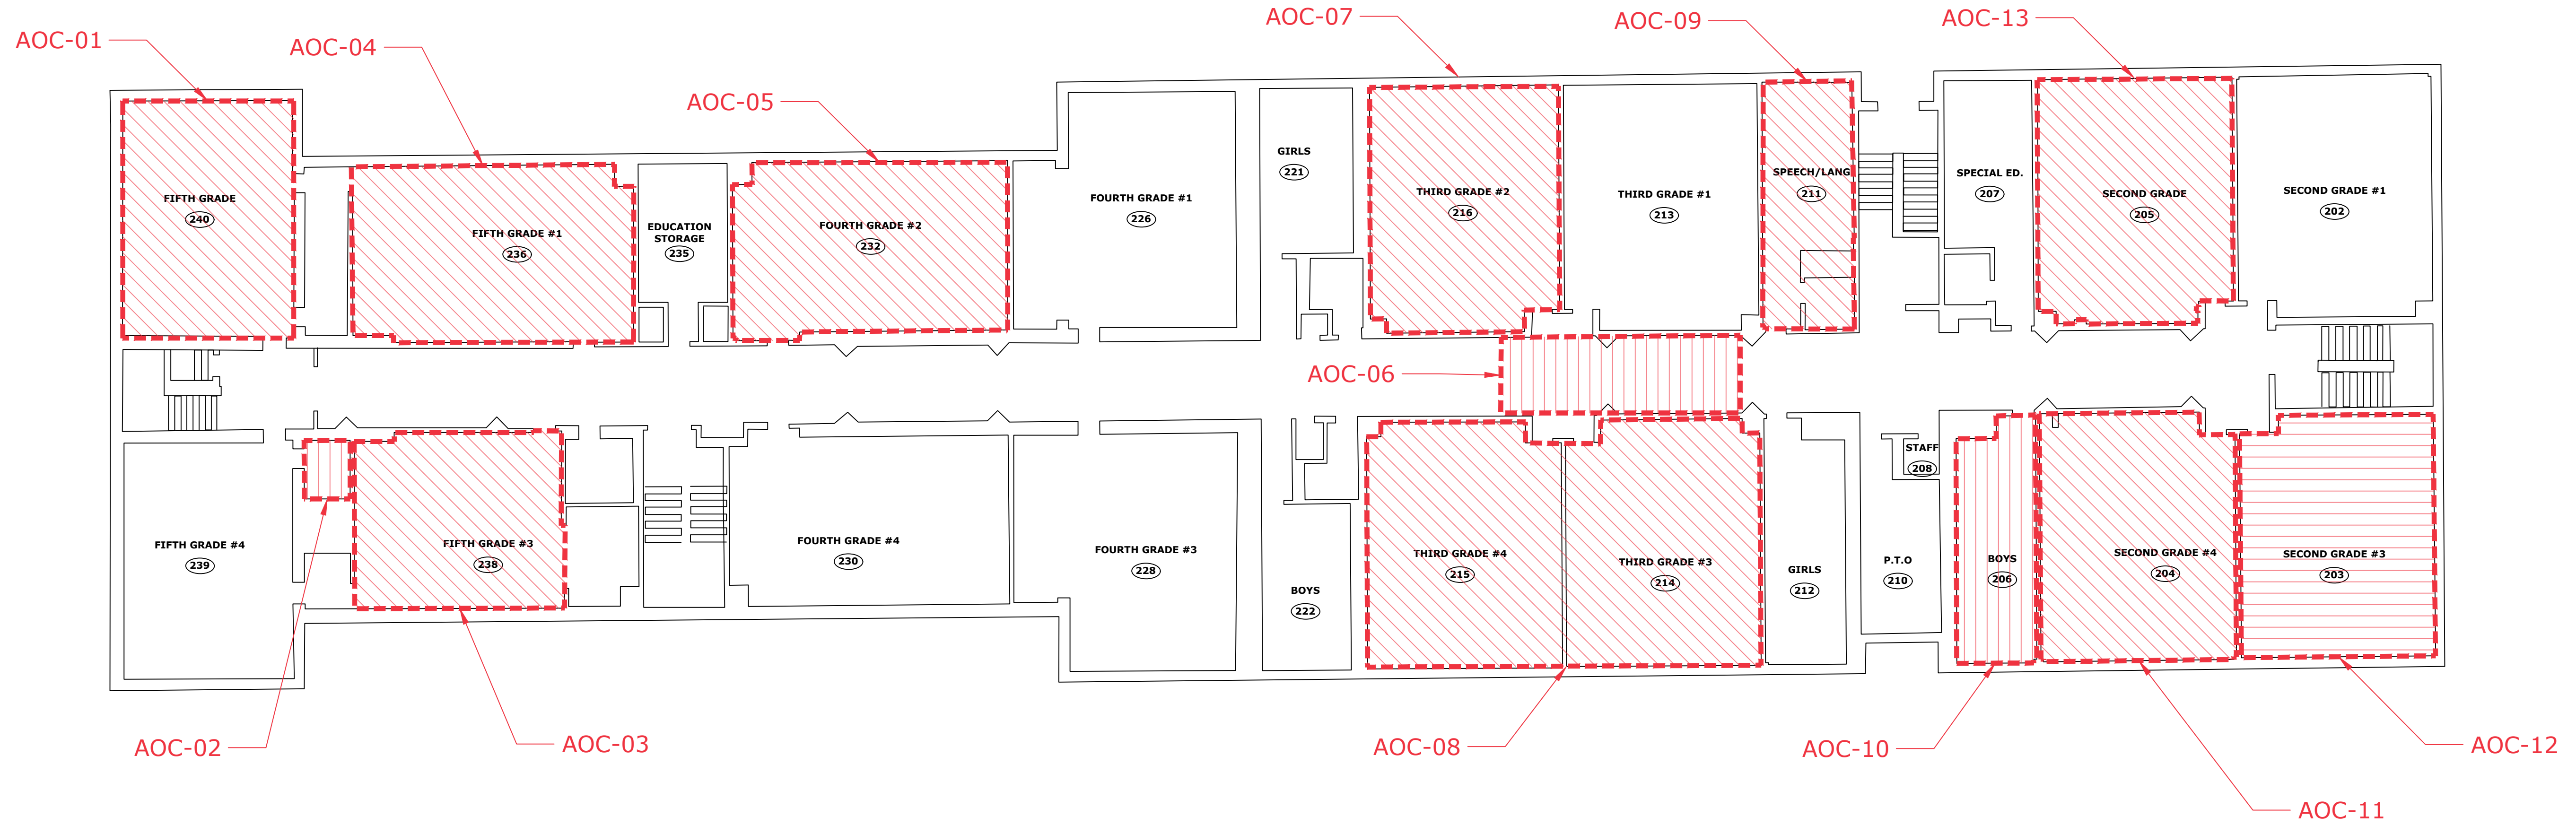 AOC-01
AOC-04
AOC-05
AOC-07
AOC-09
AOC-13
FIFTH GRADE
240
FIFTH GRADE #1
236
EDUCATION
STORAGE
235
FOURTH GRADE #2
232
FOURTH GRADE #1
226
GIRLS
221
THIRD GRADE #2
216
THIRD GRADE #1
213
SPEECH/LANG
211
SPECIAL ED.
207
SECOND GRADE
205
SECOND GRADE #1
202
AOC-06
FIFTH GRADE #4
239
FIFTH GRADE #3
238
FOURTH GRADE #4
230
FOURTH GRADE #3
228
BOYS
222
THIRD GRADE #4
215
THIRD GRADE #3
214
GIRLS
212
P.T.O
210
STAFF
208
BOYS
206
SECOND GRADE #4
204
SECOND GRADE #3
203
AOC-02
AOC-03
AOC-08
AOC-10
AOC-12
AOC-11